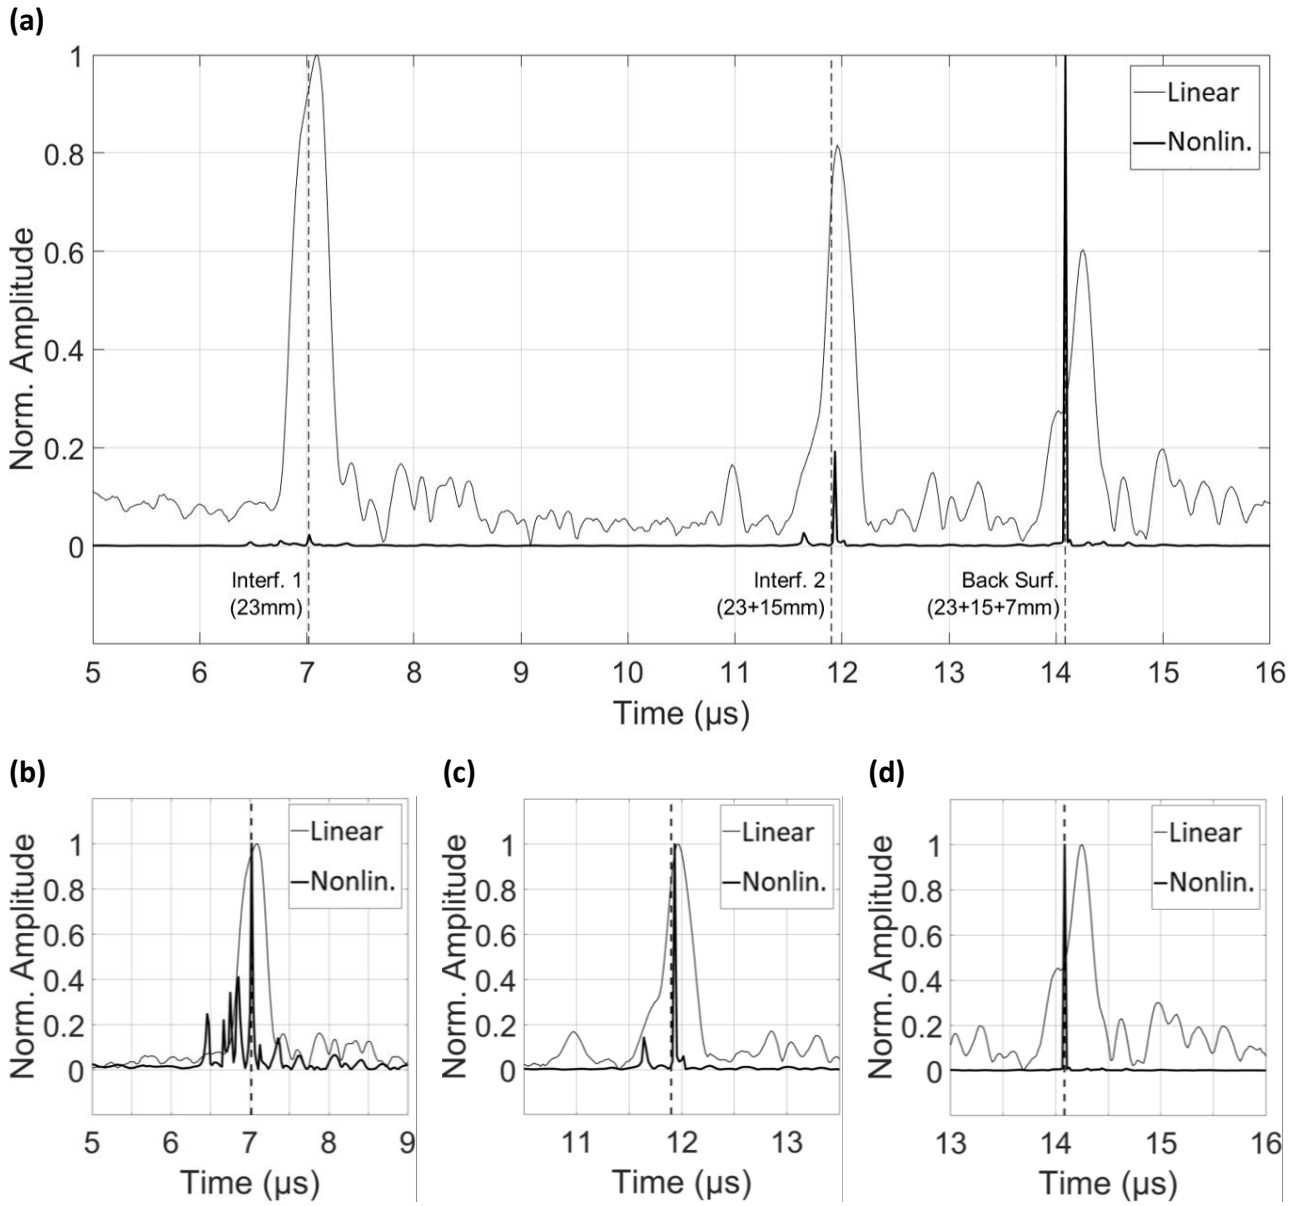 (a)
Norm. Amplitude
1
0.8
0.6
0.4
0.2
0
Linear
Nonlin.
Interf. 1
(23mm)
Interf. 2
(23+15mm)
Back Surf.
(23+15+7mm)
5 6 7 8 9 10 11 12 13 14 15 16
Time (µs)
(b)
Norm. Amplitude
1
0.8
0.6
0.4
0.2
0
Linear
Nonlin.
5 6 7 8 9
Time (µs)
(c)
Norm. Amplitude
1
0.8
0.6
0.4
0.2
0
Linear
Nonlin.
11 12 13
Time (µs)
(d)
Norm. Amplitude
1
0.8
0.6
0.4
0.2
0
Linear
Nonlin.
13 14 15 16
Time (µs)